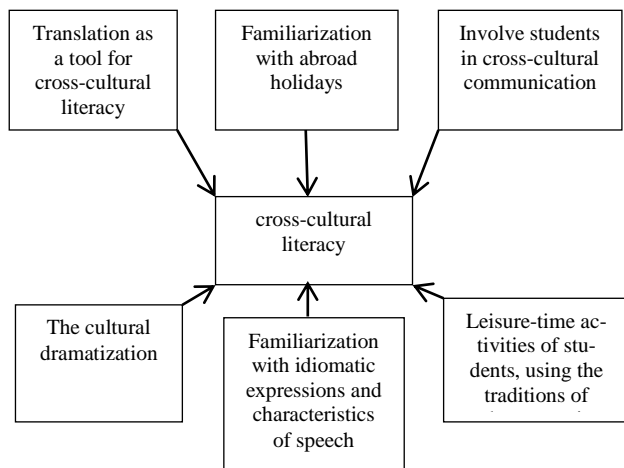 Translation as
a tool for
cross-cultural
literacy
Familiarization
with abroad
holidays
Involve students
in cross-cultural
communication
cross-cultural
literacy
The cultural
dramatization
Familiarization
with idiomatic
expressions and
characteristics
of speech
Leisure-time ac-
tivities of stu-
dents, using the
traditions of